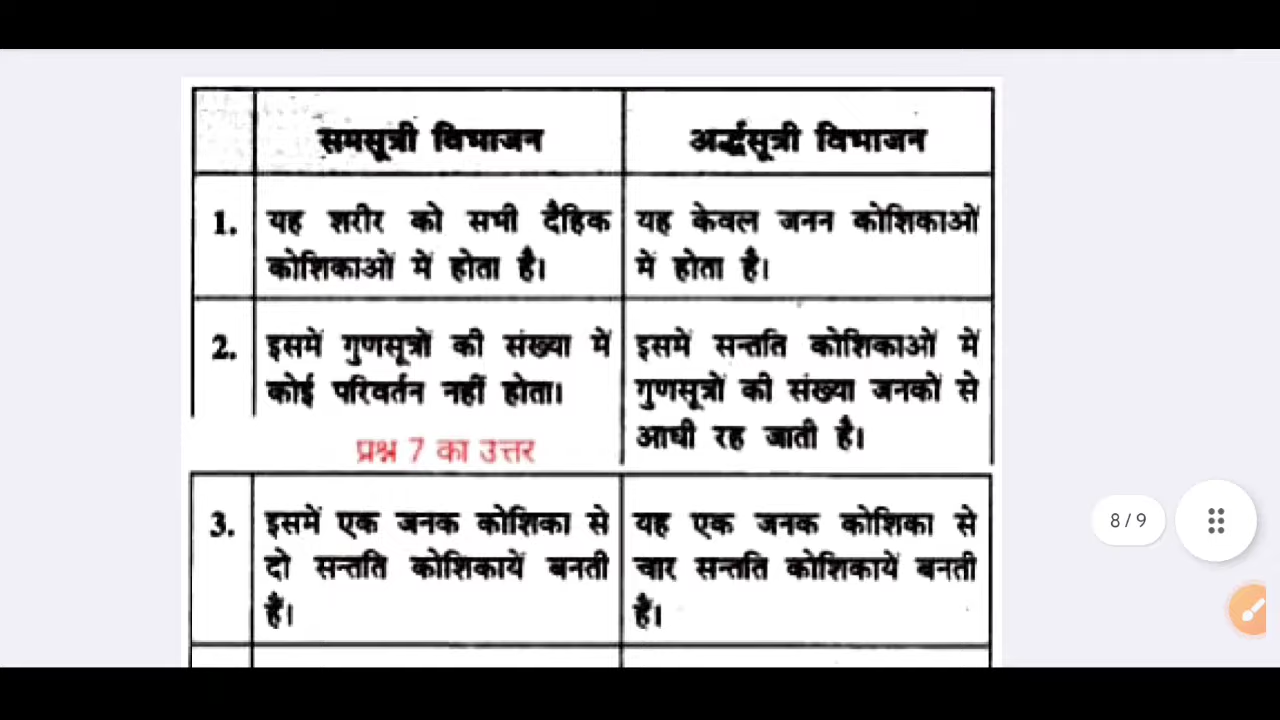 समसूत्री विभाजन
अर्द्धसूत्री विभाजन
1.
यह शरीर को सभी दैहिक
कोशिकाओं में होता है।
यह केवल जनन कोशिकाओं
में होता है।
2.
इसमें गुणसूत्रों की संख्या में
कोई परिवर्तन नहीं होता।
इसमें सन्तति कोशिकाओं में
गुणसूत्रों की संख्या जनकों से
आधी रह जाती है।
प्रश्न 7 का उत्तर
3.
इसमें एक जनक कोशिका से
दो सन्तति कोशिकायें बनती
हैं।
यह एक जनक कोशिका से
चार सन्तति कोशिकायें बनती
हैं।
8/9